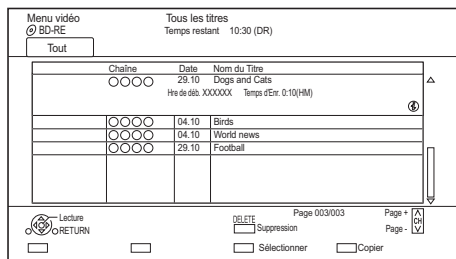 Menu vidéo Tous les titres
BD-RE Temps restant 10:30 (DR)
Tout
Chaîne Date Nom du Titre
29.10 Dogs and Cats
Hre de déb. XXXXXX Temps d'Enr. 0:10(HM)
04.10 Birds
04.10 World news
29.10 Football
Page 003/003 Page + CH
Lecture DELETE
RETURN Suppression Page -
Sélectionner Copier